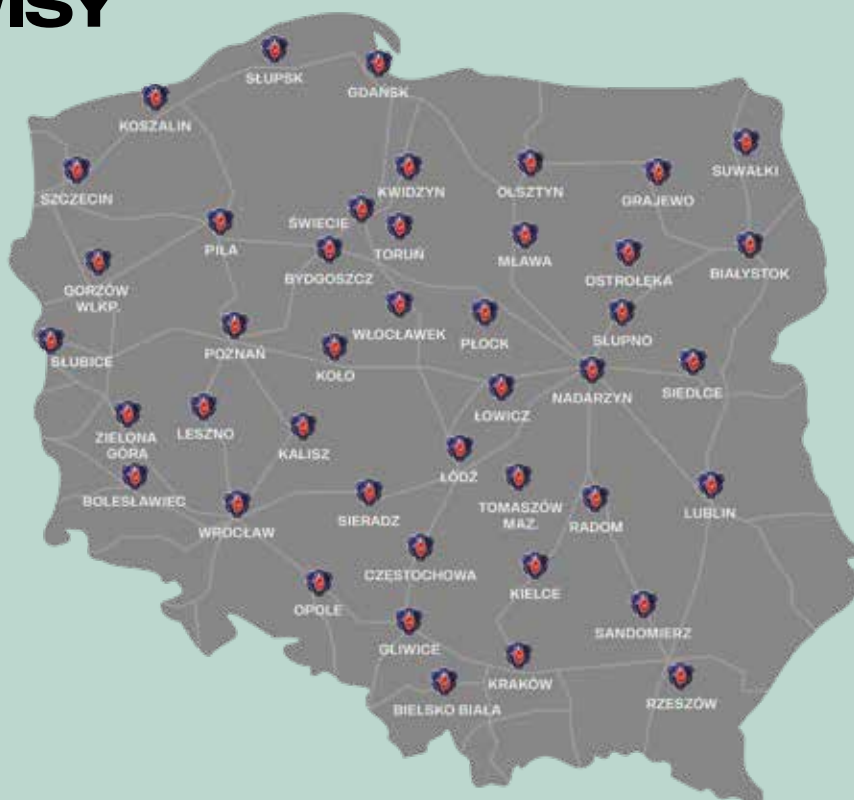 ISY
SŁUPSK
GDAŃSK
KOSZALIN
SUWAŁKI
SZCZECIN
KWIDZYN
OLSZTYN
GRAJEWO
ŚWIECIE
PIŁA
TORUŃ
MŁAWA
BIAŁYSTOK
BYDGOSZCZ
OSTROŁĘKA
GORZÓW
WLKP.
WŁOCŁAWEK
PŁOCK
SŁUPNO
POZNAŃ
SŁUBICE
KOŁO
NADARZYN
SIEDLCE
ŁOWICZ
ZIELONA
GÓRA
LESZNO
KALISZ
ŁÓDŹ
BOLESŁAWIEC
WROCŁAW
SIERADZ
TOMASZÓW
MAZ.
RADOM
LUBLIN
CZĘSTOCHOWA
KIELCE
OPOLE
SANDOMIERZ
GLIWICE
KRAKÓW
BIELSKO BIAŁA
RZESZÓW